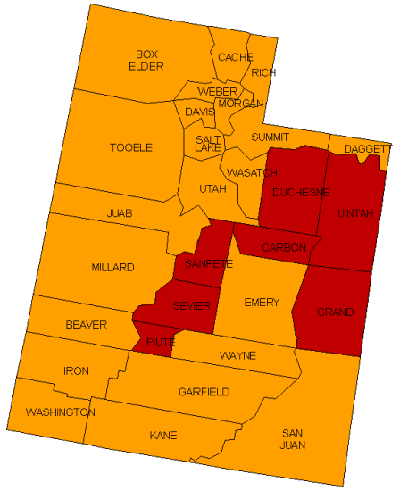 BOX
ELDER
CACHE
RICH
WEBER
MORGAN
DAVIS
SALT
LAKE
SUMMIT
DAGGETT
TOOELE
WASATCH
DUCHESNE
UINTAH
UTAH
JUAB
CARBON
SANPETE
MILLARD
SEVIER
EMERY
GRAND
BEAVER
PIUTE
WAYNE
IRON
GARFIELD
WASHINGTON
KANE
SAN
JUAN